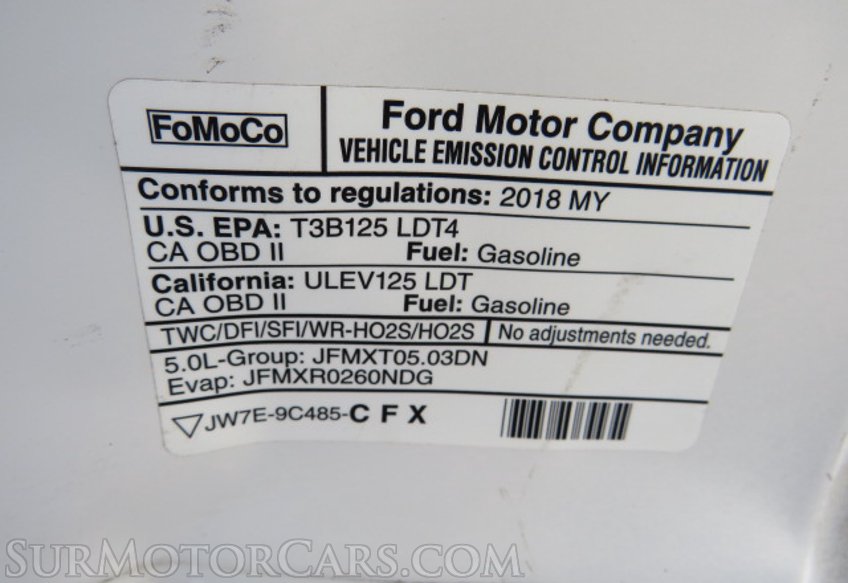 FoMoCo
Ford Motor Company
VEHICLE EMISSION CONTROL INFORMATION
Conforms to regulations: 2018 MY
U.S. EPA: T3B125 LDT4
CA OBD II Fuel: Gasoline
California: ULEV125 LDT
CA OBD II Fuel: Gasoline
TWC/DFI/SFI/WR-HO2S/HO2S No adjustments needed.
5.0L-Group: JFMXT05.03DN
Evap: JFMXR0260NDG
JW7E-9C485-C F X
SurMotorCars.com